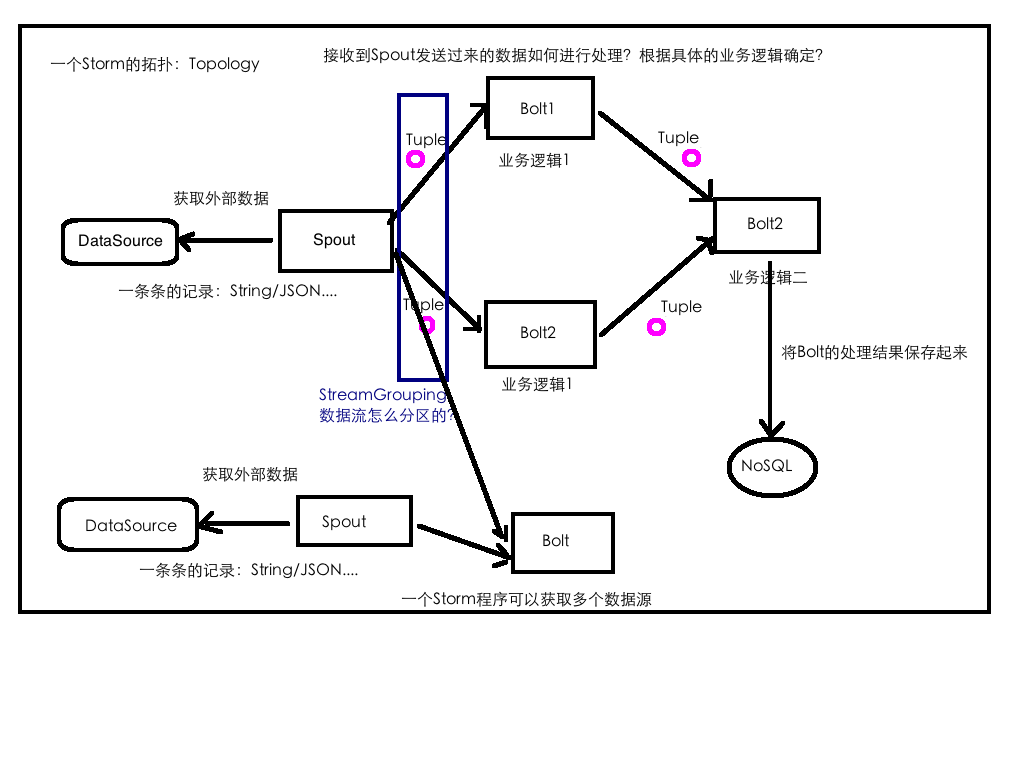 一个Storm的拓扑：Topology
接收到Spout发送过来的数据如何进行处理？根据具体的业务逻辑确定？
Bolt1
Tuple
业务逻辑1
Tuple
获取外部数据
DataSource
Spout
Bolt2
业务逻辑二
一条条的记录：String/JSON....
Tuple
Bolt2
Tuple
业务逻辑1
将Bolt的处理结果保存起来
StreamGrouping
数据流怎么分区的？
NoSQL
获取外部数据
DataSource
Spout
Bolt
一条条的记录：String/JSON....
一个Storm程序可以获取多个数据源